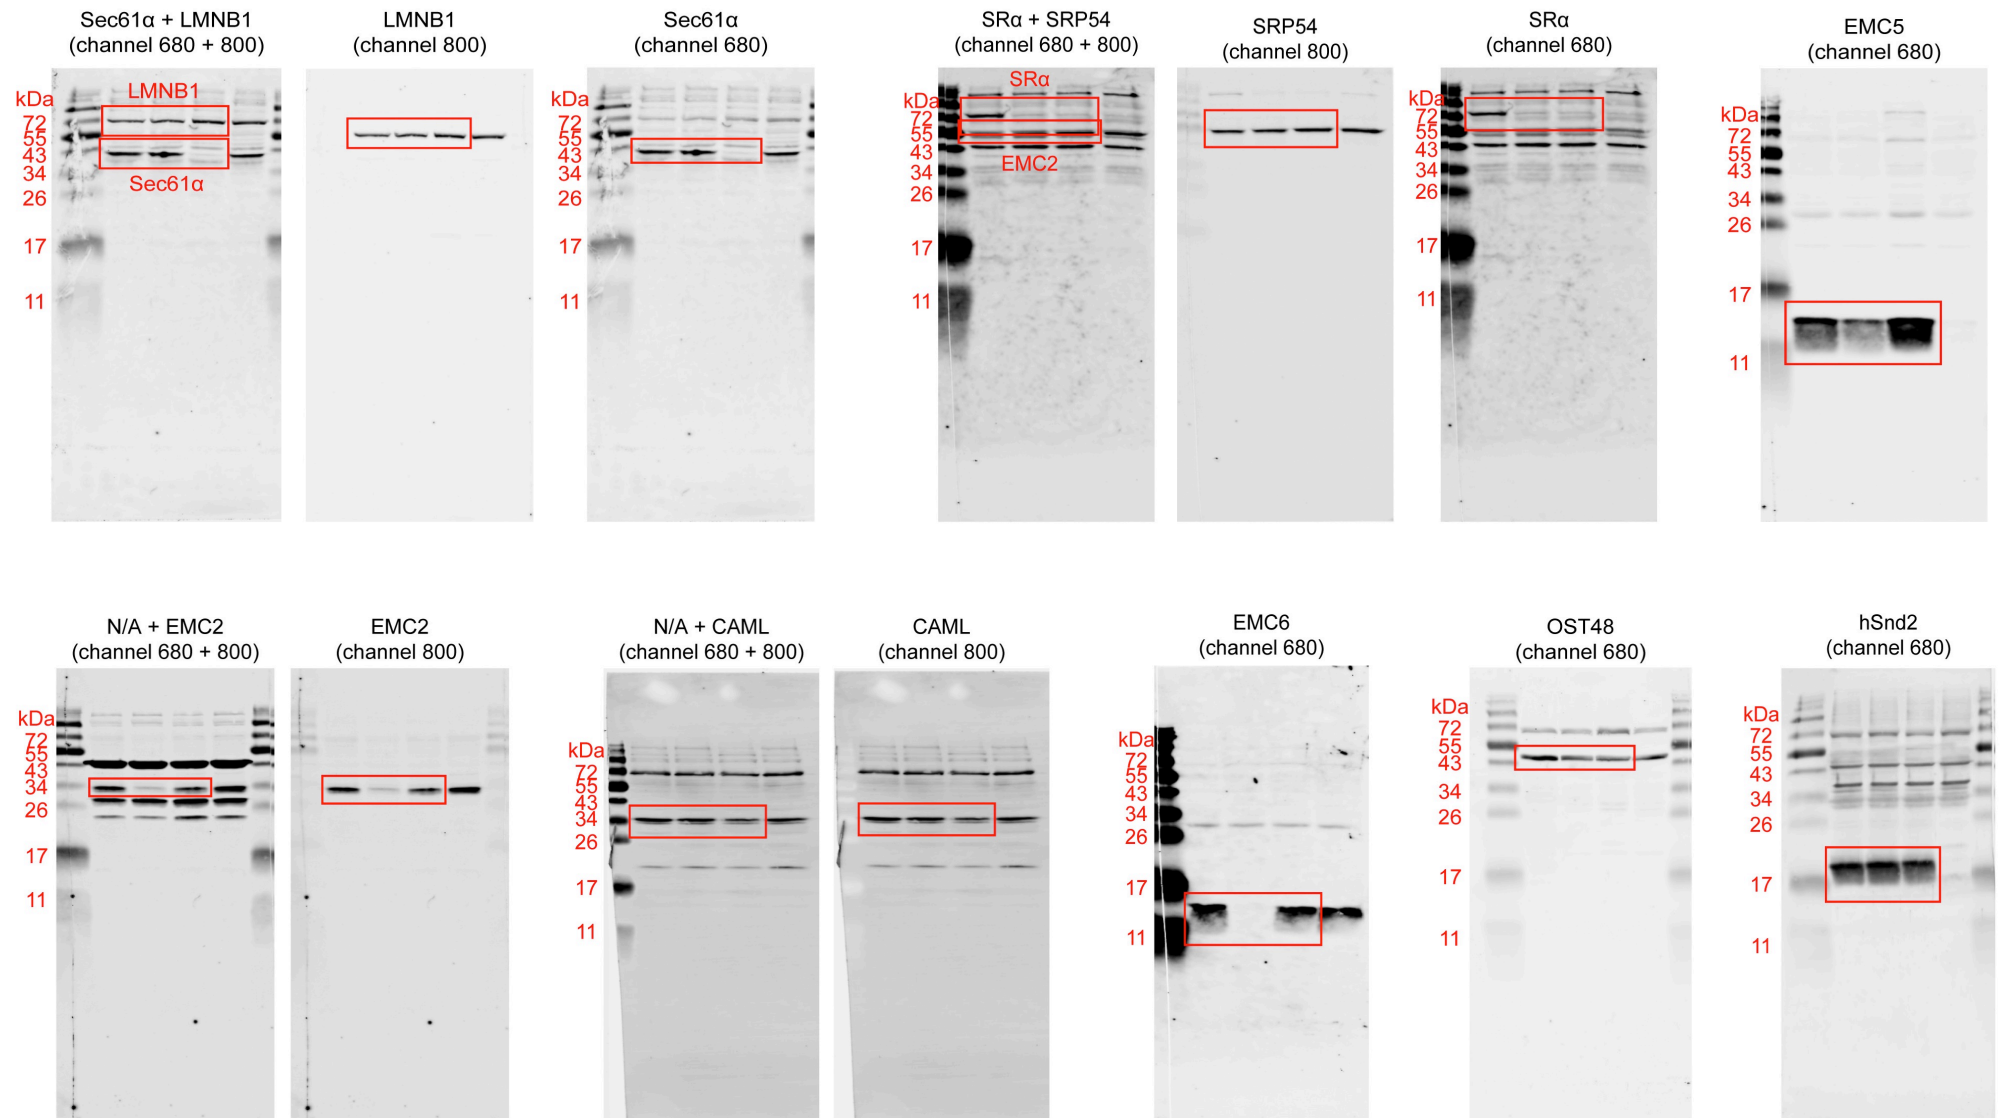 Sec61α + LMNB1
(channel 680 + 800)
LMNB1
(channel 800)
Sec61α
(channel 680)
SRα + SRP54
(channel 680 + 800)
SRP54
(channel 800)
SRα
(channel 680)
EMC5
(channel 680)
kDa
72
55
43
34
26
17
11
LMNB1
Sec61α
kDa
72
55
43
34
26
17
11
kDa
72
55
43
34
26
17
11
SRα
EMC2
kDa
72
55
43
34
26
17
11
kDa
72
55
43
34
26
17
11
N/A + EMC2
(channel 680 + 800)
EMC2
(channel 800)
N/A + CAML
(channel 680 + 800)
CAML
(channel 800)
EMC6
(channel 680)
OST48
(channel 680)
hSnd2
(channel 680)
kDa
72
55
43
34
26
17
11
kDa
72
55
43
34
26
17
11
kDa
72
55
43
34
26
17
11
kDa
72
55
43
34
26
17
11
kDa
72
55
43
34
26
17
11